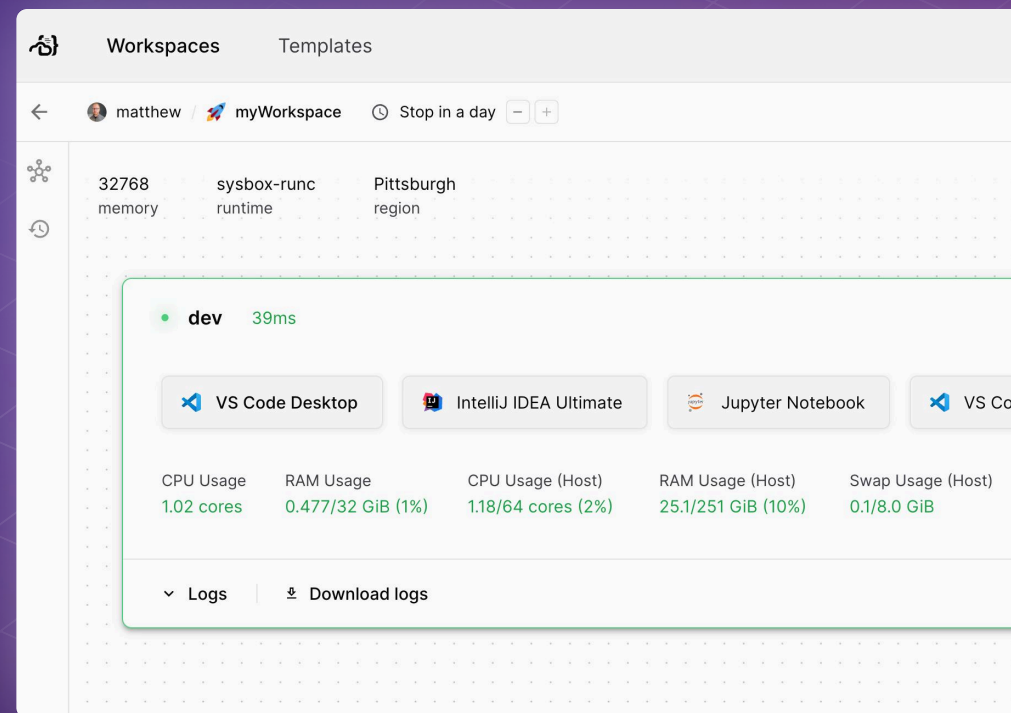 Workspaces Templates
matthew / myWorkspace Stop in a day - +
32768 sysbox-runc Pittsburgh
memory runtime region
dev 39ms
VS Code Desktop IntelliJ IDEA Ultimate Jupyter Notebook VS Co
CPU Usage RAM Usage CPU Usage (Host) RAM Usage (Host) Swap Usage (Host)
1.02 cores 0.477/32 GiB (1%) 1.18/64 cores (2%) 25.1/251 GiB (10%) 0.1/8.0 GiB
Logs Download logs